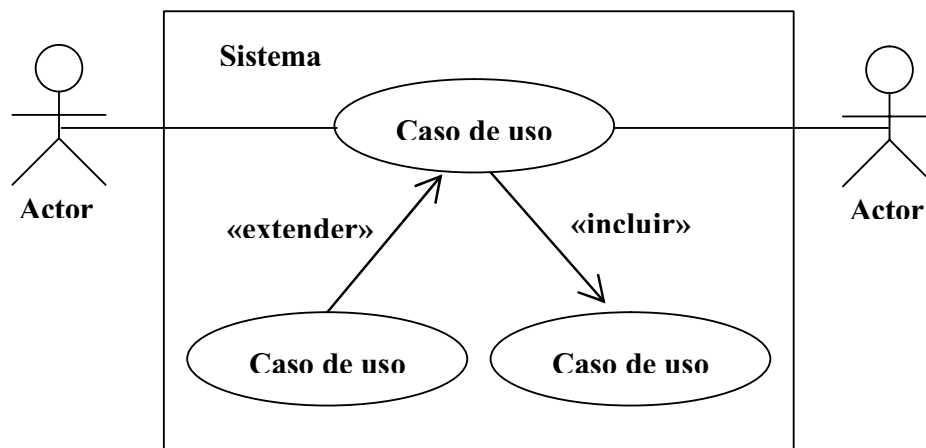 Sistema
Caso de uso
Actor
Actor
«extender»
«incluir»
Caso de uso
Caso de uso